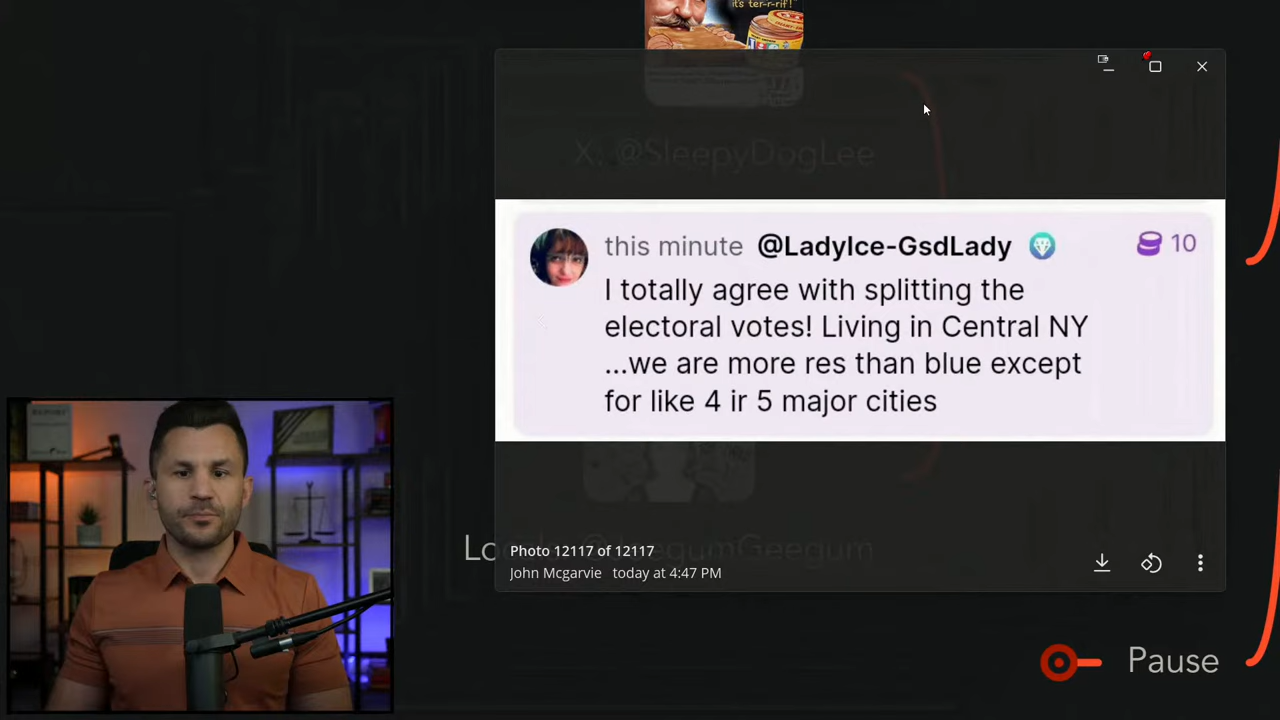 it's ter-r-rif!"
X: @SleepyDogLee
this minute @LadyIce-GsdLady 10
I totally agree with splitting the
electoral votes! Living in Central NY
...we are more res than blue except
for like 4 ir 5 major cities
Photo 12117 of 12117
John Mcgarvie today at 4:47 PM
Pause